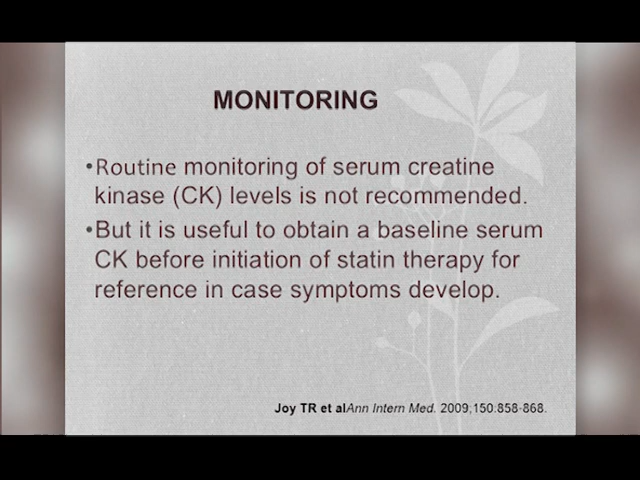 MONITORING
•Routine monitoring of serum creatine
kinase (CK) levels is not recommended.
•But it is useful to obtain a baseline serum
CK before initiation of statin therapy for
reference in case symptoms develop.
Joy TR et alAnn Intern Med. 2009;150:858-868.